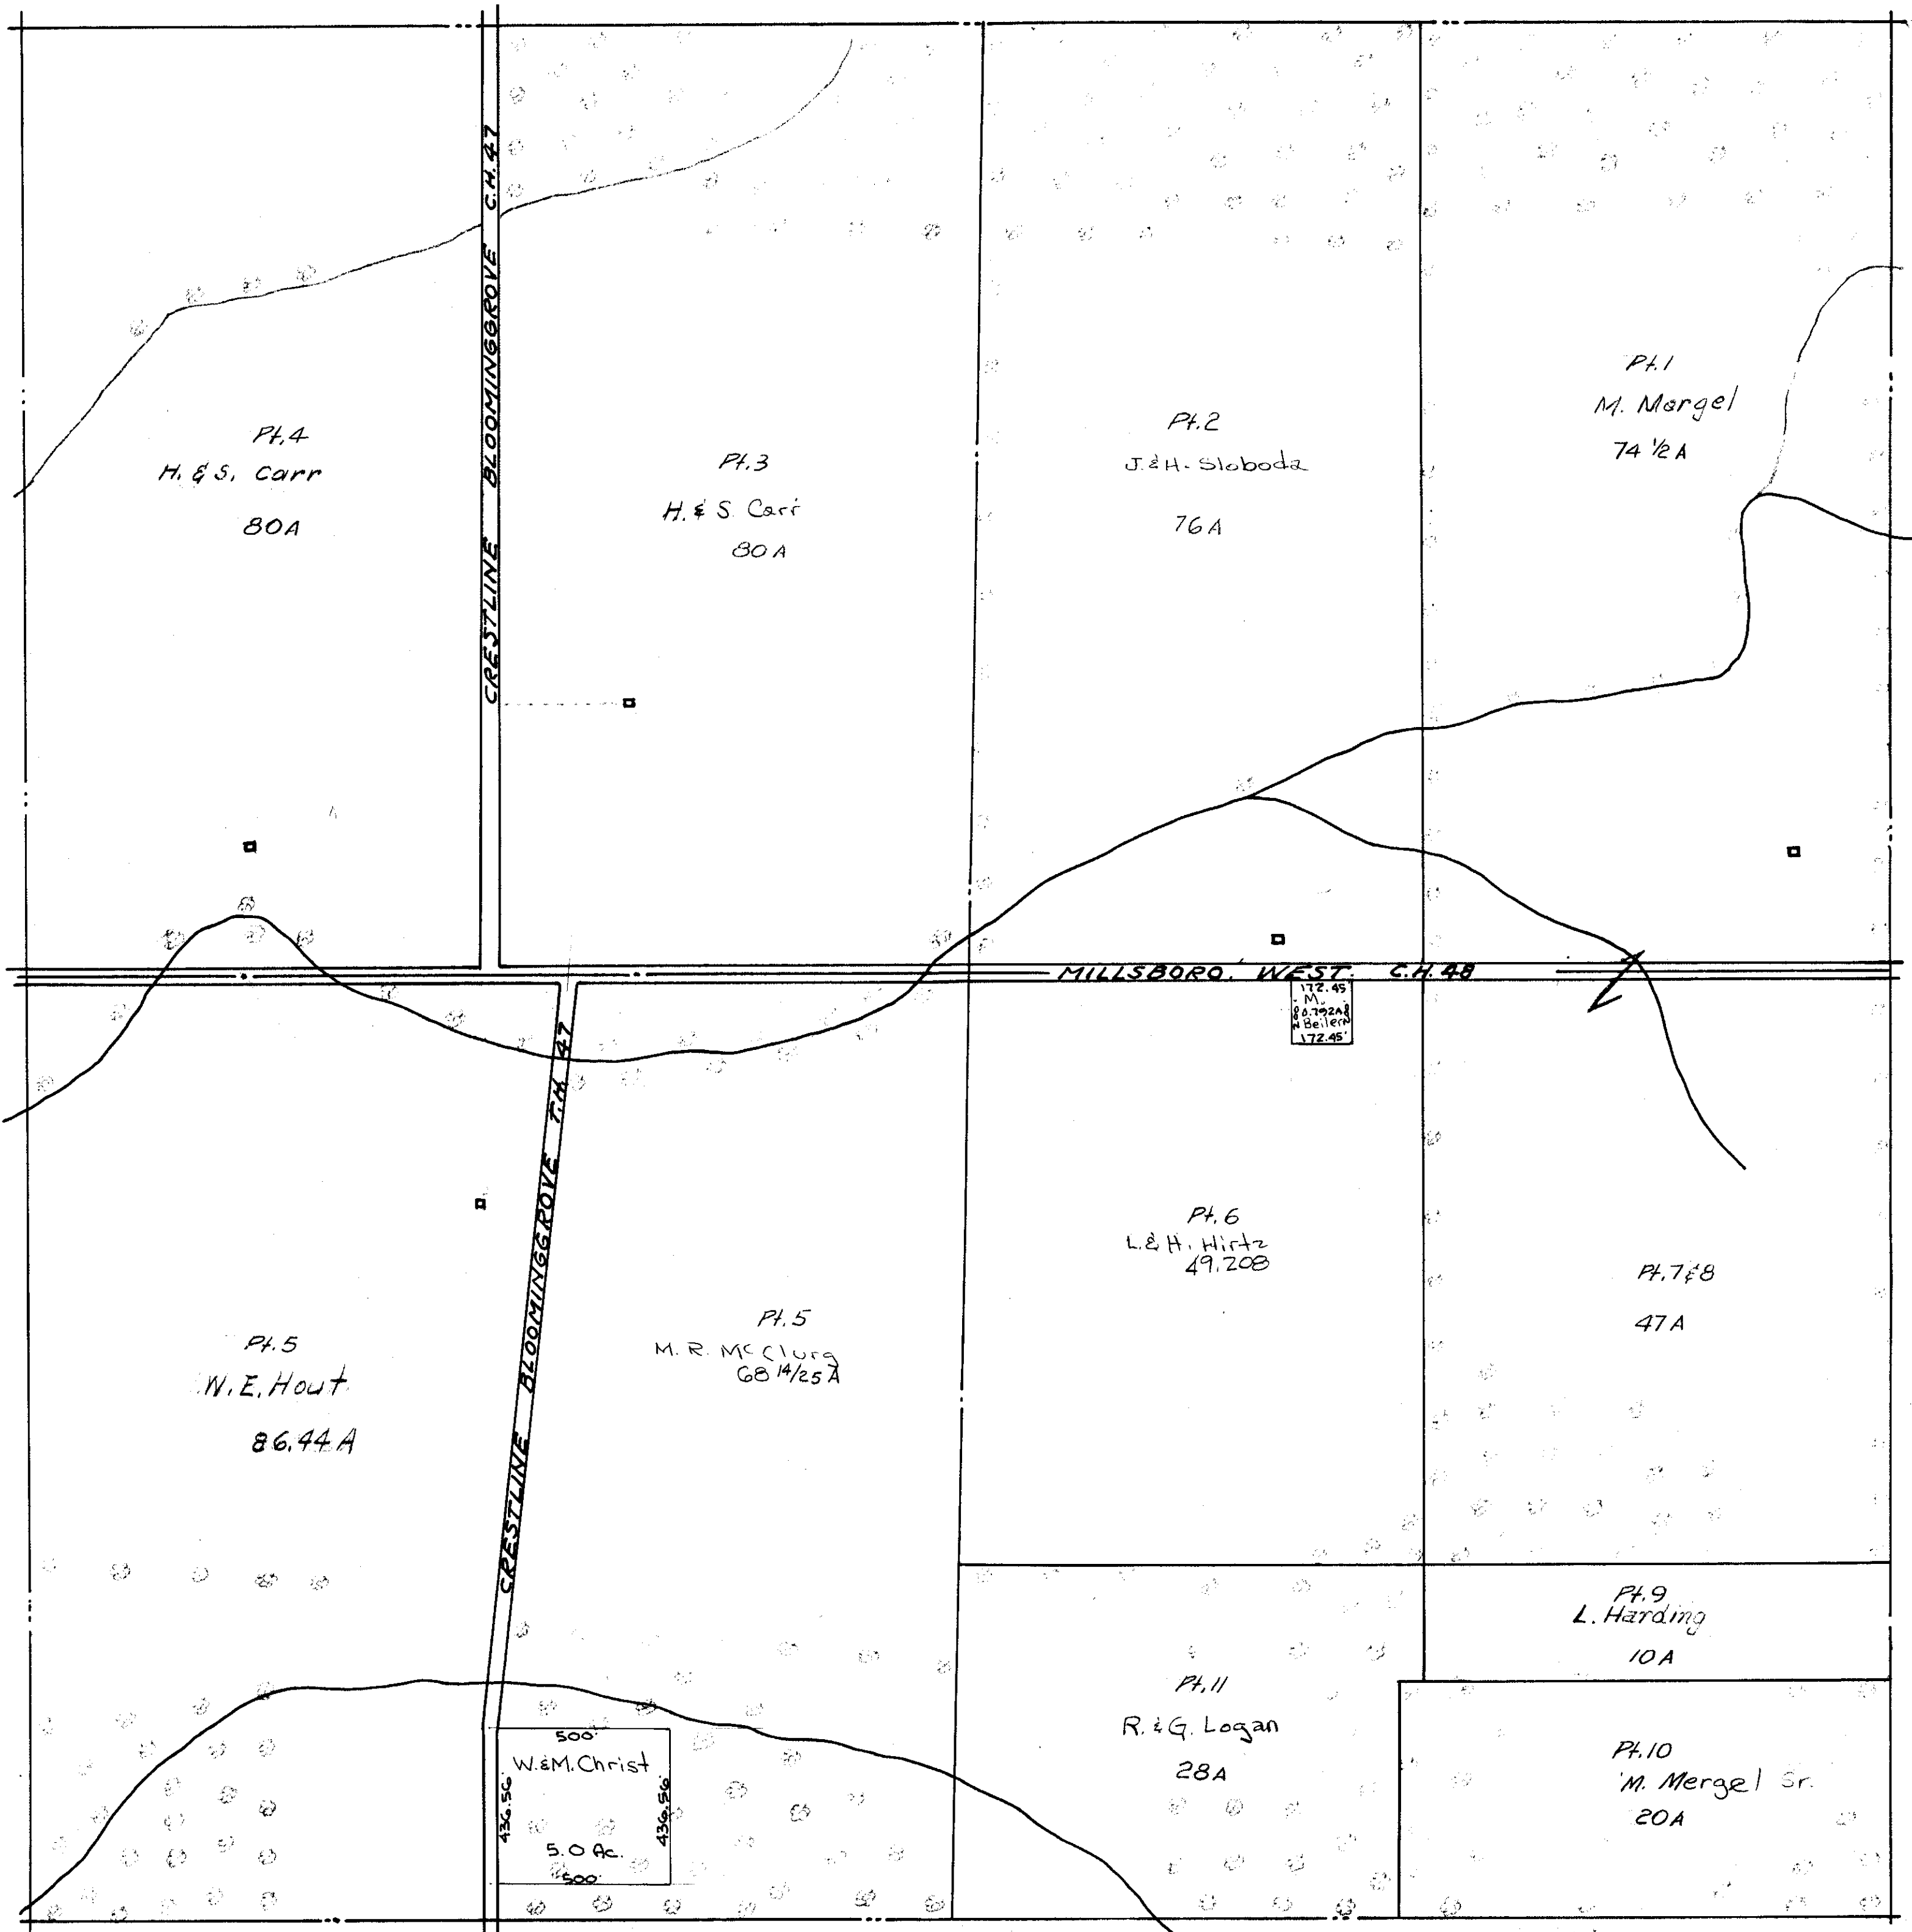 CRESTLINE BLOOMINGGROVE C.H.47
Pt.4
H. & S. Carr
80A
Pt.3
H. & S. Carr
80A
Pt.2
J. & H. Sloboda
76A
Pt.1
M. Mergel
74 1/2 A
MILLSBORO. WEST. C.H. 48
172.45'
M.
0.792A
Beiler
172.45'
CRESTLINE BLOOMINGGROVE T.H. 47
Pt.5
W.E. Hout
86.44 A
Pt.5
M. R. McClurg
68 14/25 A
Pt.6
L. & H. Hirtz
49.208
Pt.7&8
47A
Pt.9
L. Harding
10A
Pt.11
R. & G. Logan
28A
Pt.10
M. Mergel Sr.
20A
500'
W. & M. Christ
436.56'
436.56'
5.0 Ac.
500'